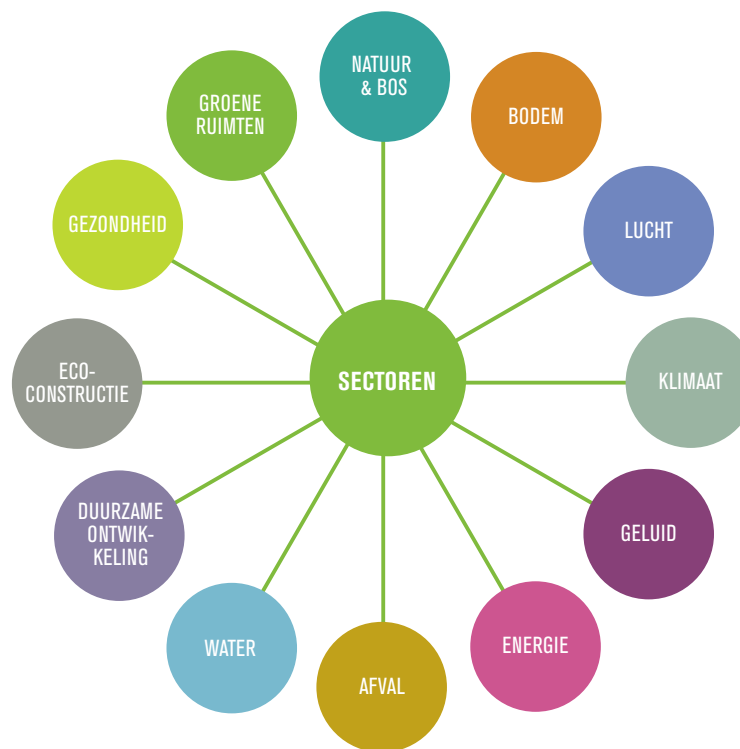 NATUUR
& BOS
BODEM
LUCHT
KLIMAAT
GELUID
ENERGIE
AFVAL
WATER
DUURZAME
ONTWIK-
KELING
ECO-
CONSTRUCTIE
GEZONDHEID
GROENE
RUIMTEN
SECTOREN